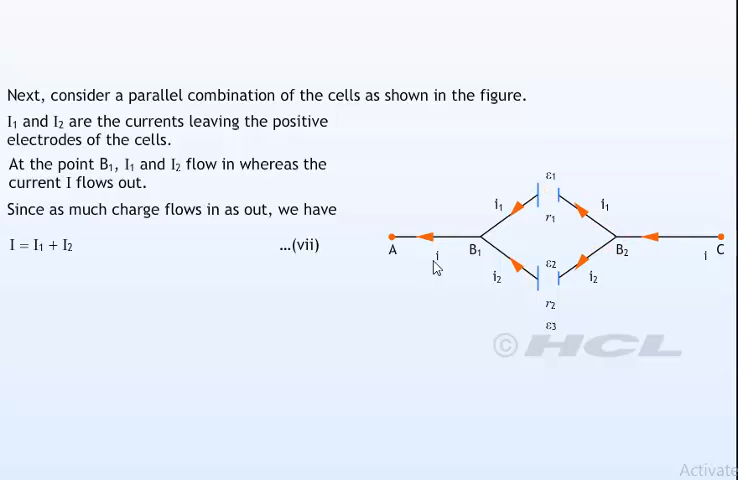 Next, consider a parallel combination of the cells as shown in the figure.
I₁ and I₂ are the currents leaving the positive
electrodes of the cells.
At the point B₁, I₁ and I₂ flow in whereas the
current I flows out.
Since as much charge flows in as out, we have
I = I₁ + I₂ ...(vii)
ε₁
i₁ i₁
r₁
A i B₁ B₂ i C
ε₂
i₂ i₂
r₂
ε₃
© HCL
Activate